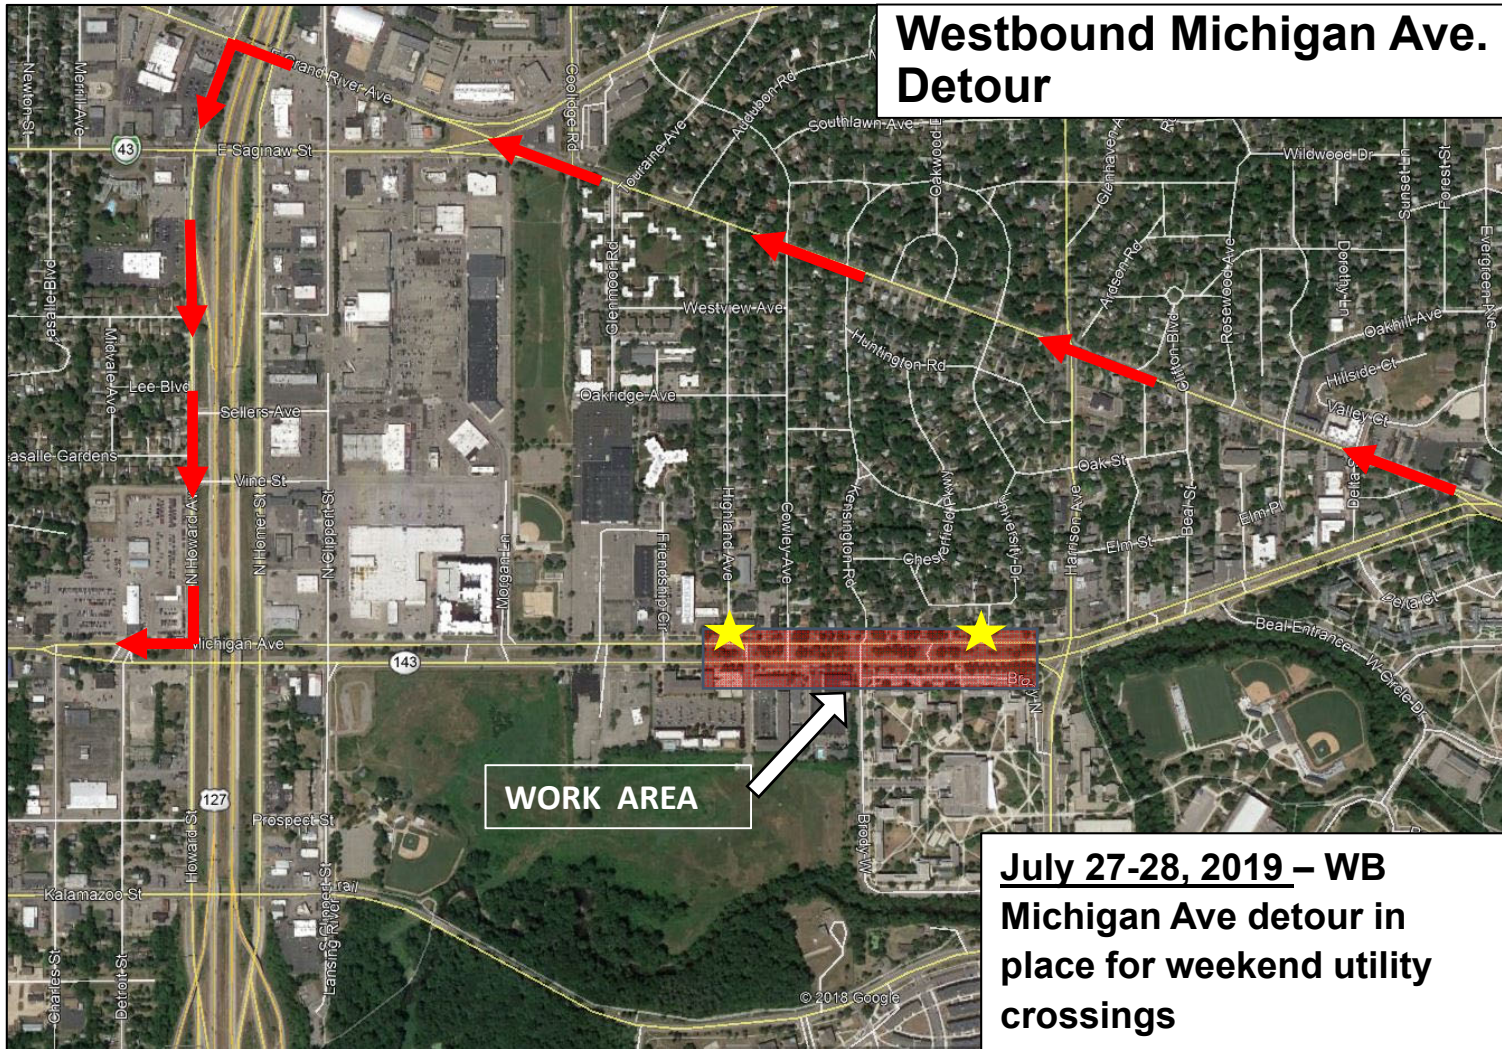 Westbound Michigan Ave.
Detour
Newton St
Merrill Ave
E Grand River Ave
Coolidge Rd
Touraine Ave
Audubon Rd
Southlawn Ave
Oakwood
Glenhaven
Wildwood Dr
Sunset Ln
Forest St
43
E Saginaw St
Glenmoor Rd
Westview Ave
Ardson Rd
Rosewood Ave
Dorothy Ln
Evergreen Ave
Oakhill Ave
Hillside Ct
Valley Ct
Clifton Blvd
Huntington Rd
Lasalle Blvd
Midvale Ave
Lee Blvd
Sellers Ave
Oakridge Ave
asalle Gardens
Vine St
N Howard Av
N Homer St
N Clippert St
Morgan Ln
Friendship Cir
Highland Ave
Cowley Ave
Kensington Rd
Chesterfield Pkwy
University Dr
Harrison Ave
Oak St
Beal St
Elm Pl
Elm St
Delta
Delta Ct
Beal Entrance
W Circle Dr
Michigan Ave
143
Brody N
WORK AREA
127
Howard St
Prospect St
Brody W
Kalamazoo St
S Clippert St
Lansing River Trail
Charles St
Detroit St
© 2018 Google
July 27-28, 2019 – WB
Michigan Ave detour in
place for weekend utility
crossings